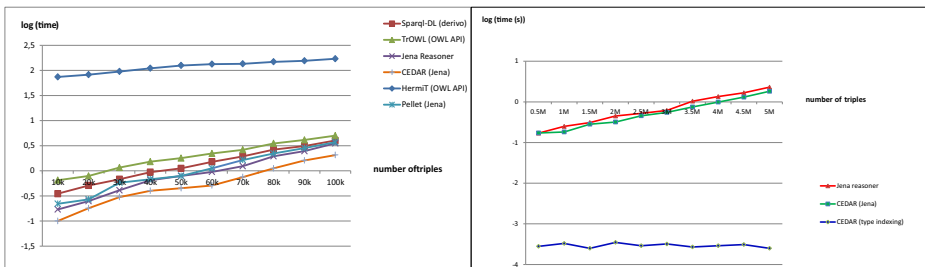 log (time)
2,5
2
1,5
1
0,5
0
-0,5
-1
-1,5
10k 20k 30k 40k 50k 60k 70k 80k 90k 100k
number oftriples
Sparql-DL (derivo)
TrOWL (OWL API)
Jena Reasoner
CEDAR (Jena)
HermiT (OWL API)
Pellet (Jena)
log (time (s))
1
0
-1
-2
-3
-4
0.5M 1M 1.5M 2M 2.5M 3M 3.5M 4M 4.5M 5M
number of triples
Jena reasoner
CEDAR (Jena)
CEDAR (type indexing)